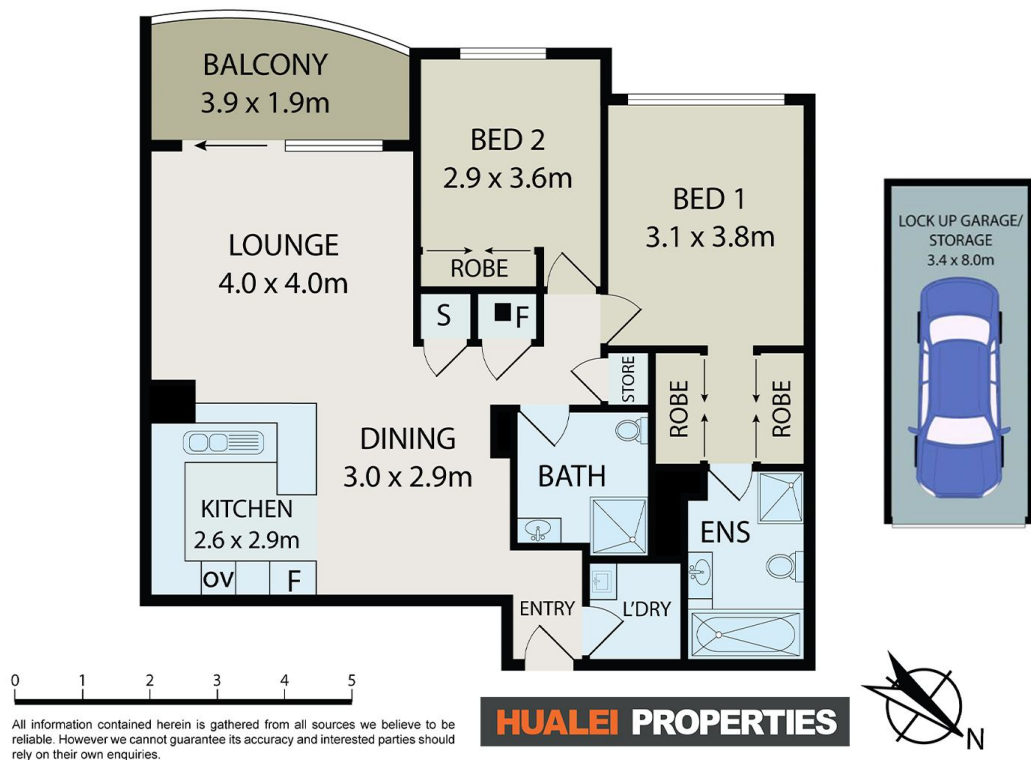 BALCONY
3.9 x 1.9m
BED 2
2.9 x 3.6m
BED 1
3.1 x 3.8m
LOUNGE
4.0 x 4.0m
ROBE
S
F
STORE
ROBE
ROBE
DINING
3.0 x 2.9m
BATH
KITCHEN
2.6 x 2.9m
OV
F
ENS
ENTRY
L'DRY
LOCK UP GARAGE/
STORAGE
3.4 x 8.0m
0 1 2 3 4 5
All information contained herein is gathered from all sources we believe to be
reliable. However we cannot guarantee its accuracy and interested parties should
rely on their own enquiries.
HUALEI PROPERTIES
N